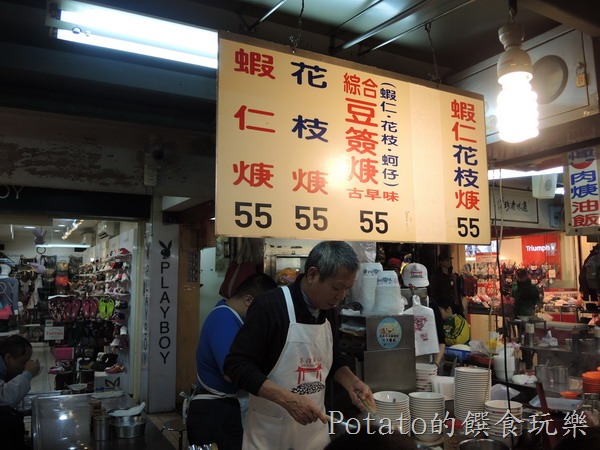 蝦仁焿
55
花枝焿
55
綜合
豆簽焿
(蝦仁·花枝·蚵仔)
古早味
55
蝦仁花枝焿
55
肉焿油飯
PLAYBOY
Triumph
Potato的饌食玩樂